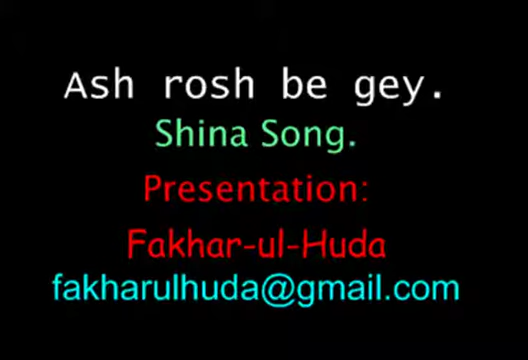 Ash rosh be gey.
Shina Song.
Presentation:
Fakhar-ul-Huda
fakharulhuda@gmail.com